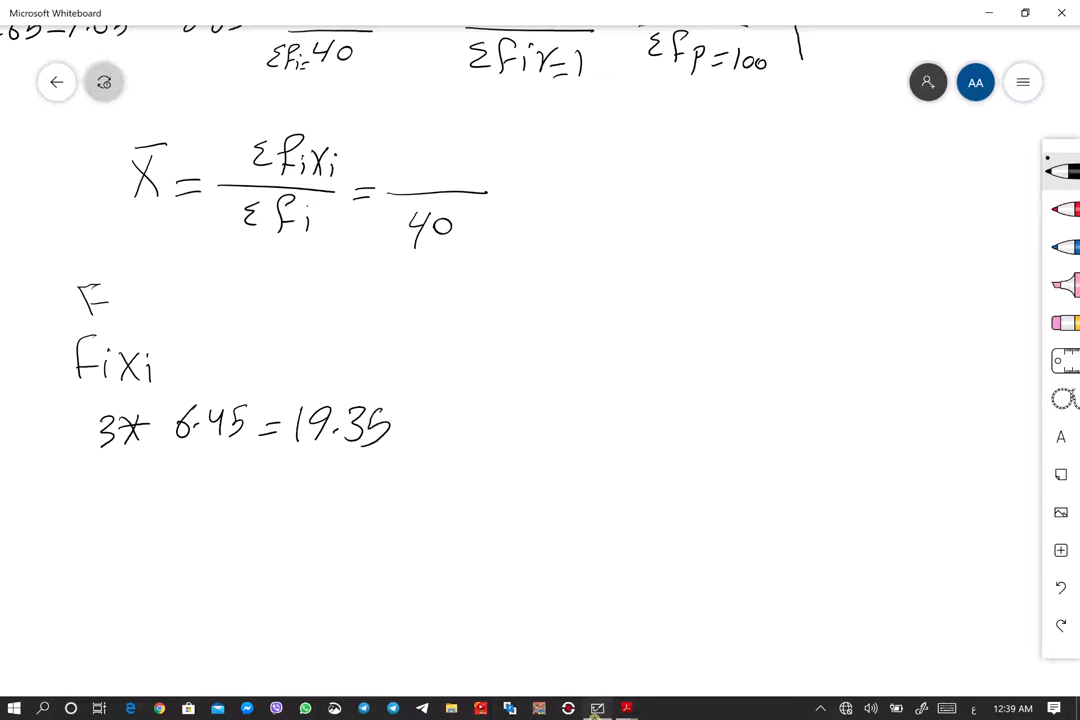 Microsoft Whiteboard
Σfi=40
Σfir=1
Σfp=100
AA
X̄ = Σfixi / Σfi = / 40
F
fixi
3* 6.45 = 19.35
A
12:39 AM
ع